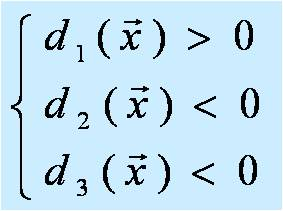 d₁(x⃗) > 0
d₂(x⃗) < 0
d₃(x⃗) < 0